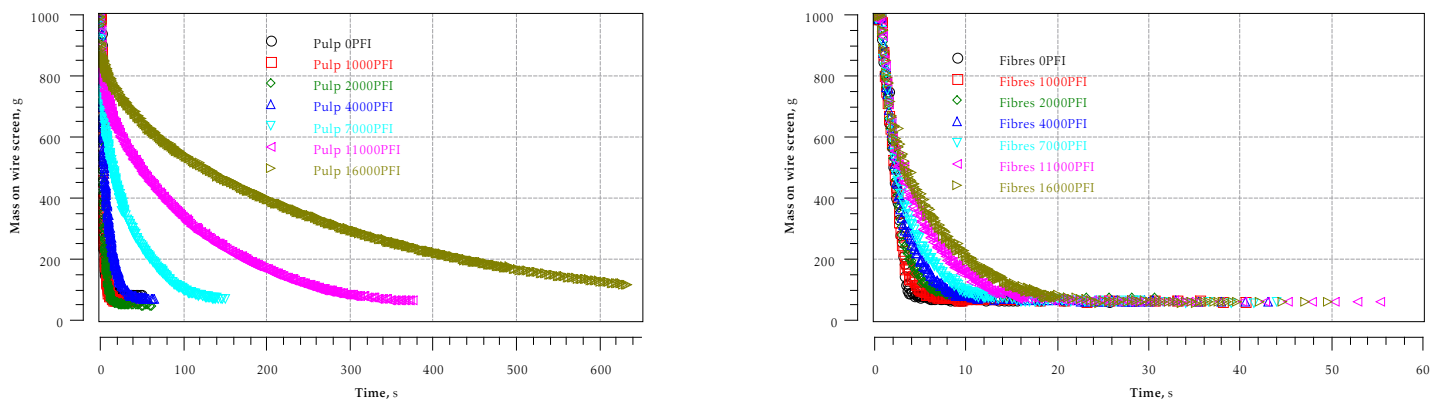 1000
800
600
400
200
0
Mass on wire screen, g
Pulp 0PFI
Pulp 1000PFI
Pulp 2000PFI
Pulp 4000PFI
Pulp 7000PFI
Pulp 11000PFI
Pulp 16000PFI
0 100 200 300 400 500 600
Time, s
1000
800
600
400
200
0
Mass on wire screen, g
Fibres 0PFI
Fibres 1000PFI
Fibres 2000PFI
Fibres 4000PFI
Fibres 7000PFI
Fibres 11000PFI
Fibres 16000PFI
0 10 20 30 40 50 60
Time, s